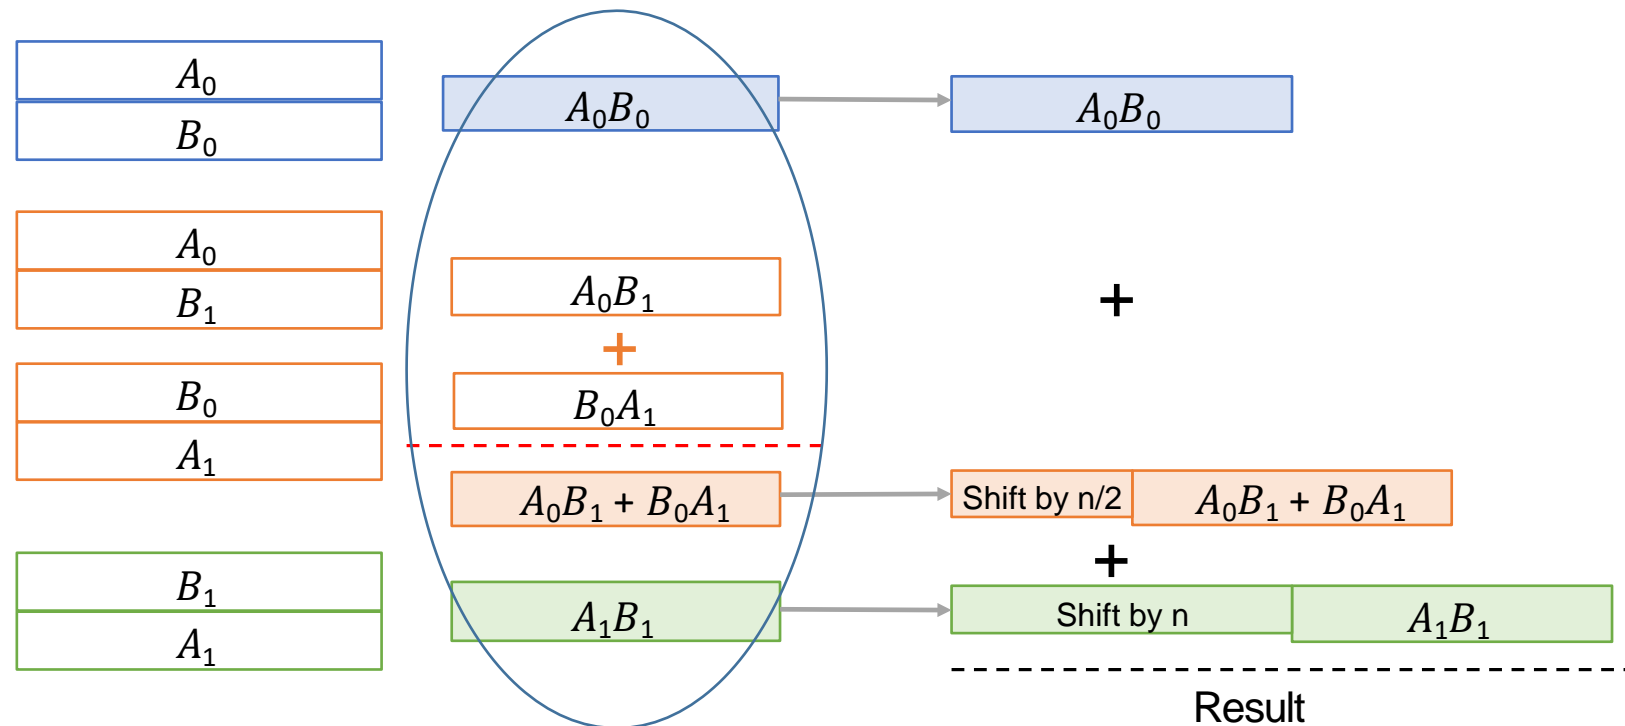 A₀
B₀
A₀B₀
A₀B₀
A₀
B₁
A₀B₁
+
+
B₀
A₁
B₀A₁
A₀B₁ + B₀A₁
Shift by n/2
A₀B₁ + B₀A₁
+
B₁
A₁
A₁B₁
Shift by n
A₁B₁
Result